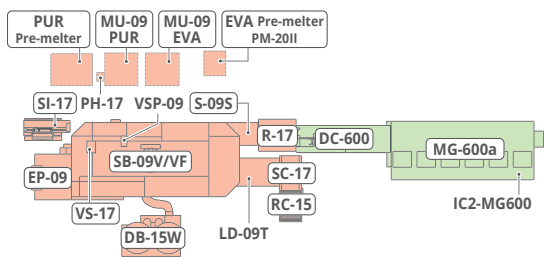 PUR
Pre-melter
MU-09
PUR
MU-09
EVA
EVA Pre-melter
PM-20II
SI-17
PH-17
VSP-09
S-09S
R-17
DC-600
MG-600a
SB-09V/VF
EP-09
SC-17
RC-15
IC2-MG600
VS-17
LD-09T
DB-15W